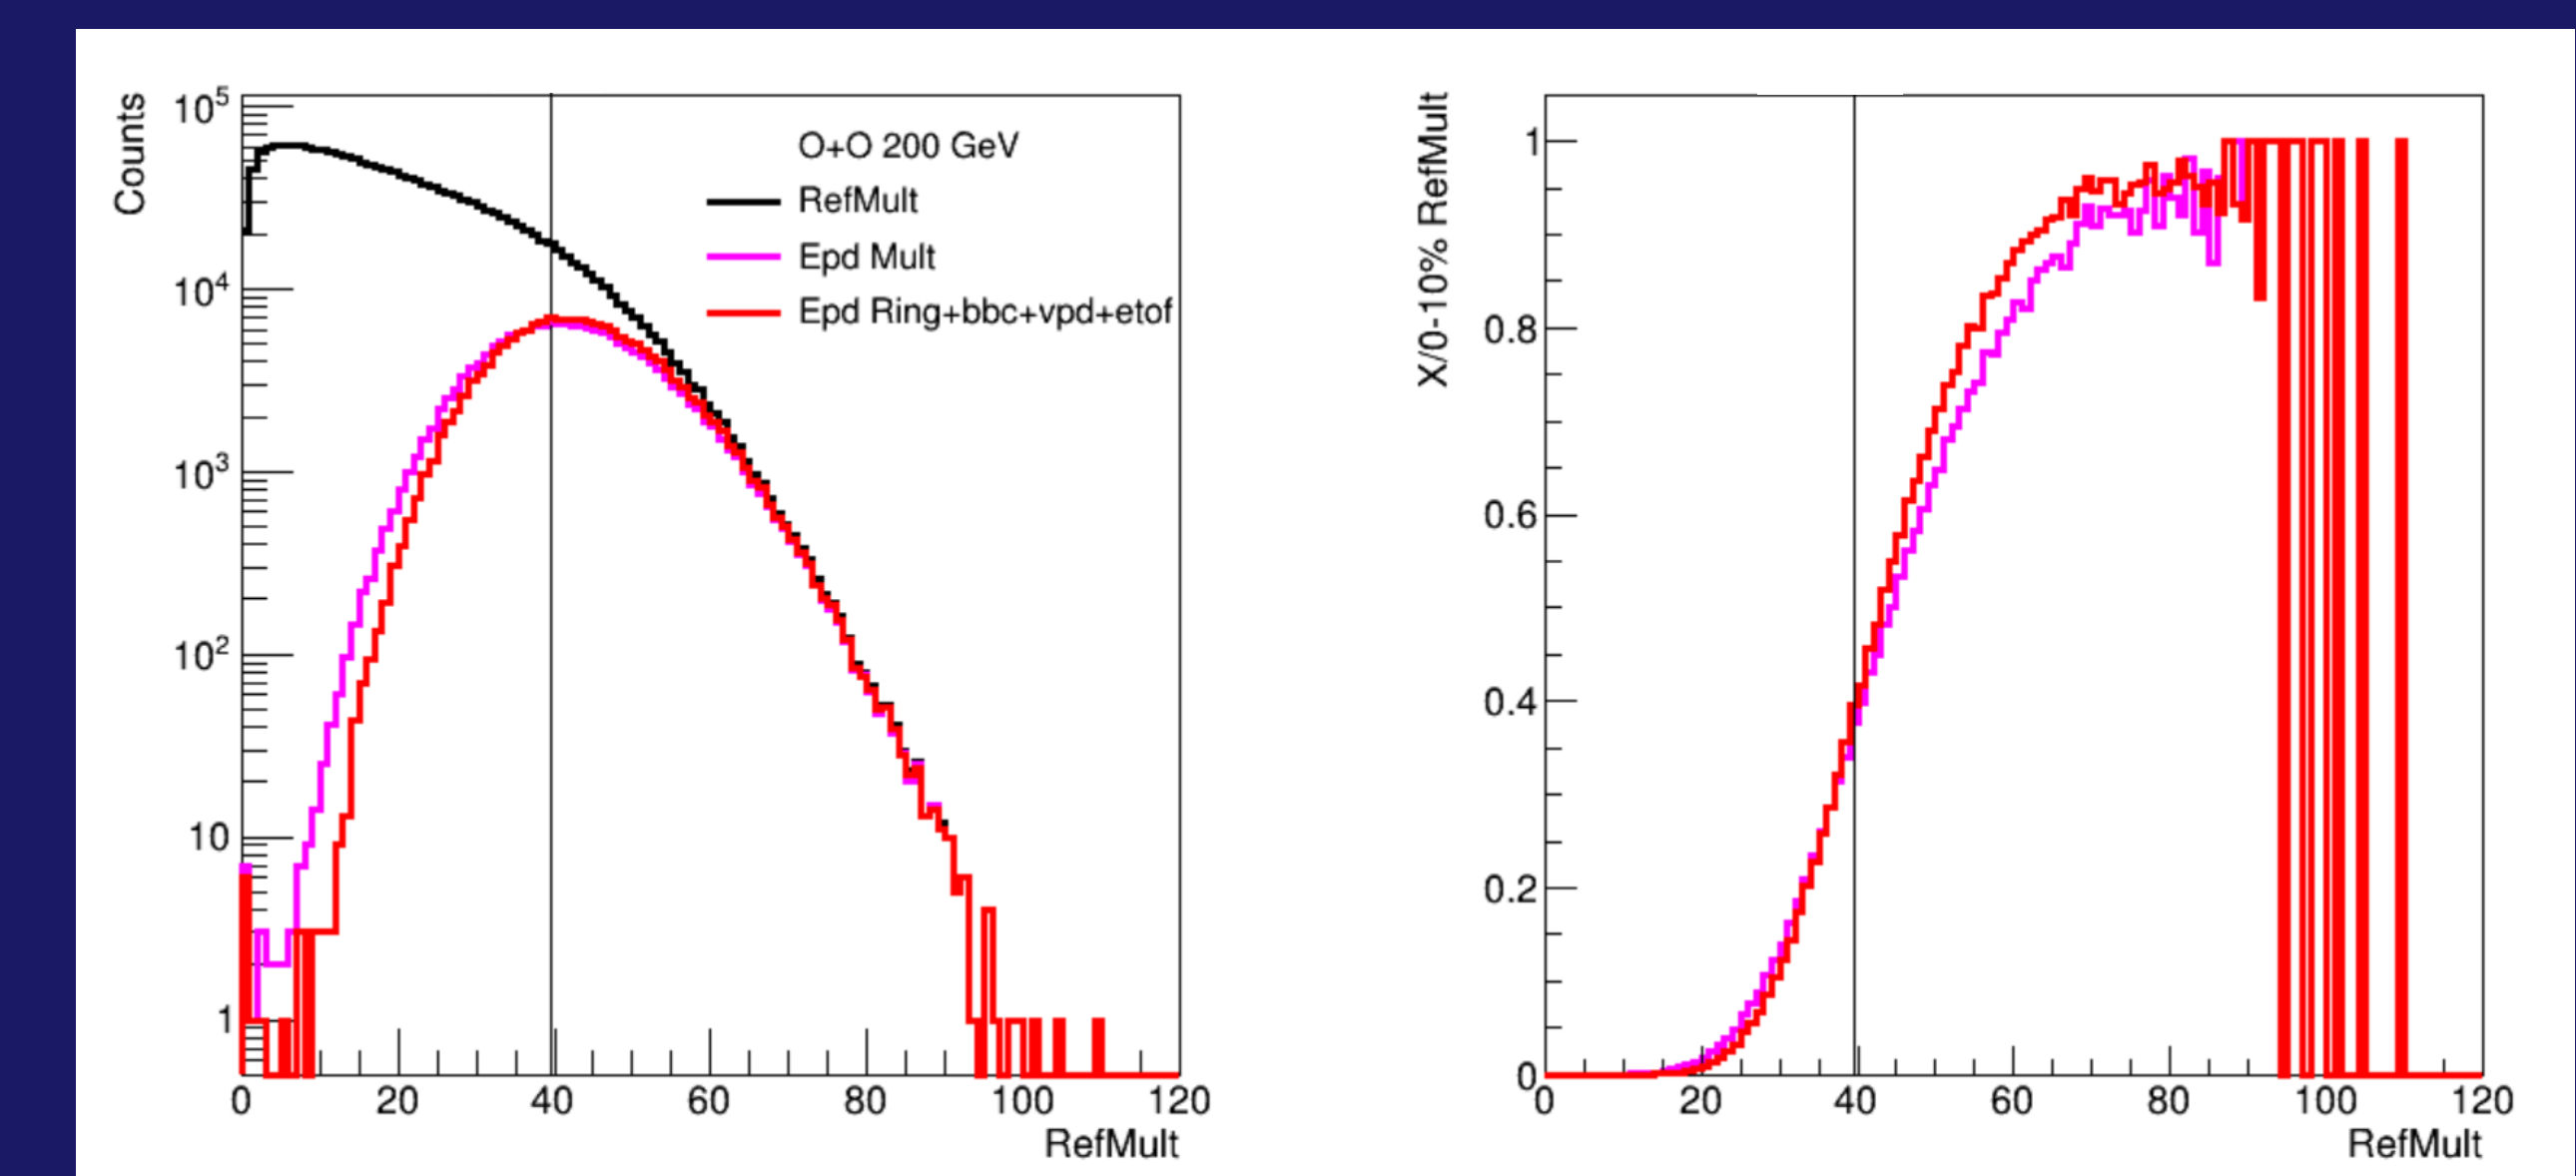 Counts
10^5
10^4
10^3
10^2
10
1
O+O 200 GeV
RefMult
Epd Mult
Epd Ring+bbc+vpd+etof
0 20 40 60 80 100 120
RefMult
X/0-10% RefMult
1
0.8
0.6
0.4
0.2
0
0 20 40 60 80 100 120
RefMult